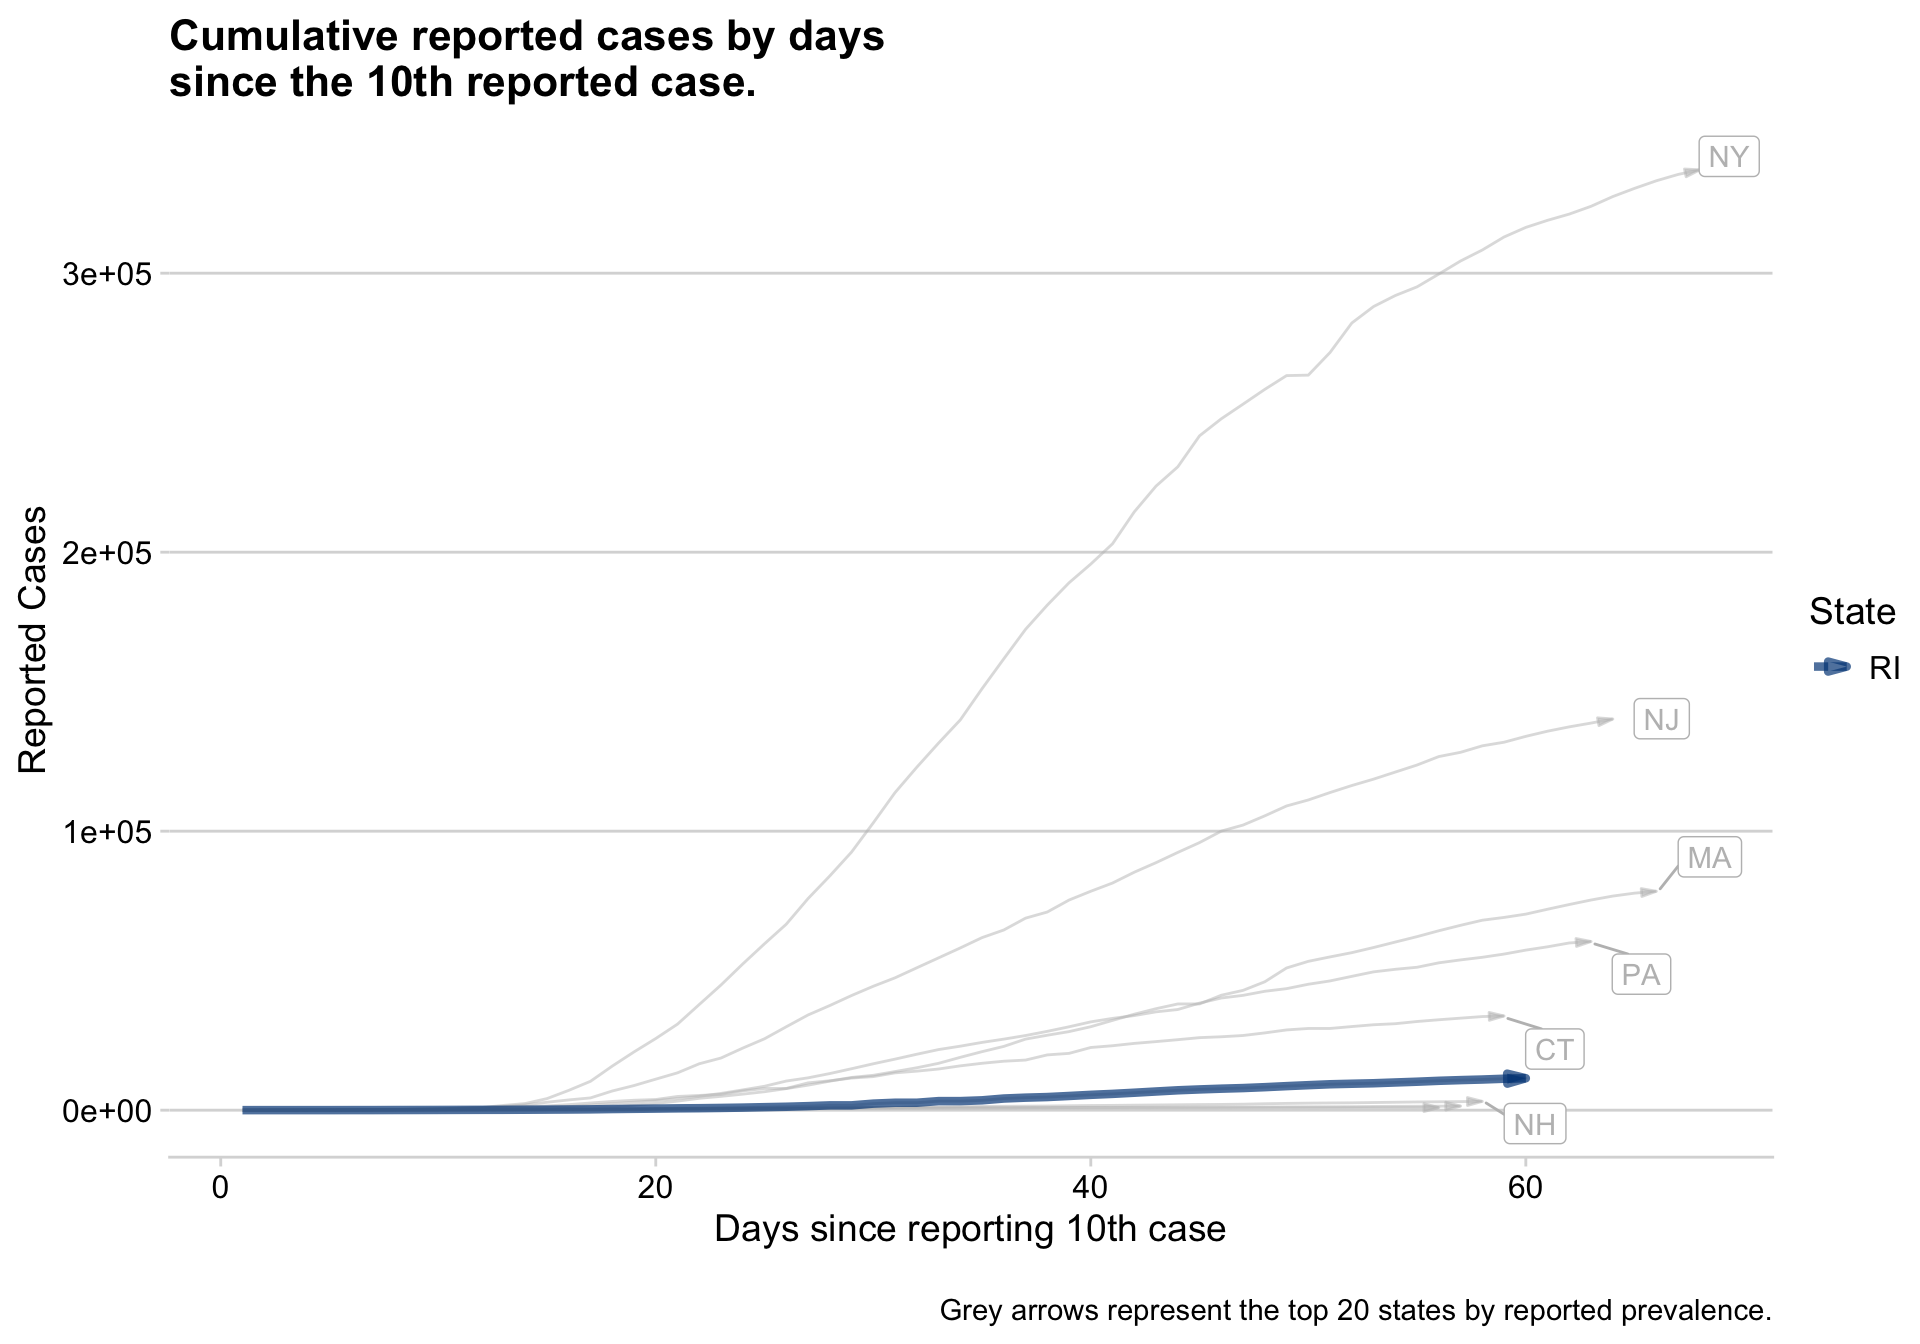 Cumulative reported cases by days
since the 10th reported case.
NY
3e+05
2e+05
Reported Cases
State
RI
NJ
1e+05
MA
PA
CT
0e+00
NH
0
20
40
60
Days since reporting 10th case
Grey arrows represent the top 20 states by reported prevalence.